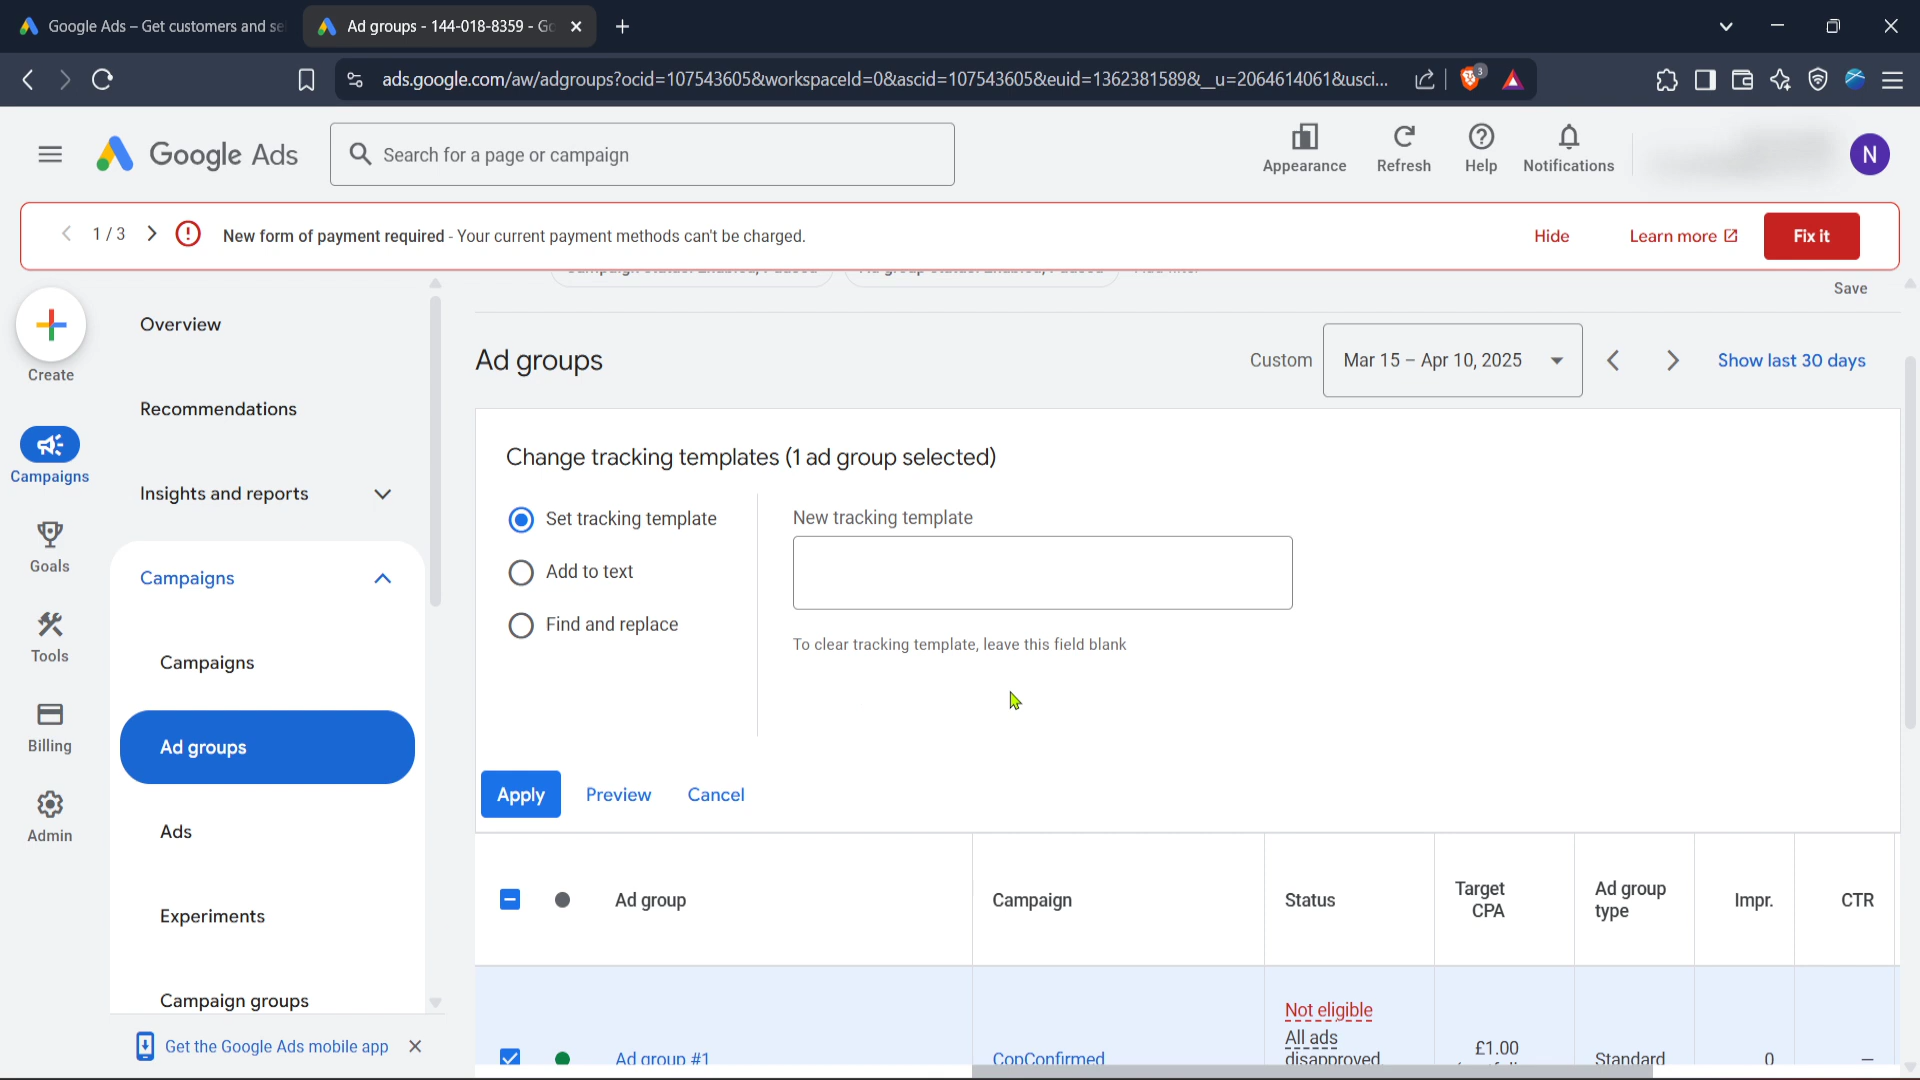 Google Ads – Get customers and se
Ad groups - 144-018-8359 - Go
ads.google.com/aw/adgroups?ocid=107543605&workspaceId=0&ascid=107543605&euid=1362381589&__u=2064614061&usci...
3
Google Ads
Search for a page or campaign
Appearance
Refresh
Help
Notifications
N
1 / 3
New form of payment required - Your current payment methods can't be charged.
Hide
Learn more
Fix it
Save
Create
Campaigns
Goals
Tools
Billing
Admin
Overview
Recommendations
Insights and reports
Campaigns
Campaigns
Ad groups
Ads
Experiments
Campaign groups
Get the Google Ads mobile app
Ad groups
Custom
Mar 15 – Apr 10, 2025
Show last 30 days
Change tracking templates (1 ad group selected)
Set tracking template
Add to text
Find and replace
New tracking template
To clear tracking template, leave this field blank
Apply
Preview
Cancel
Ad group
Campaign
Status
Target
CPA
Ad group
type
Impr.
CTR
Ad group #1
CopConfirmed
Not eligible
All ads
disapproved
£1.00
Standard
0
–